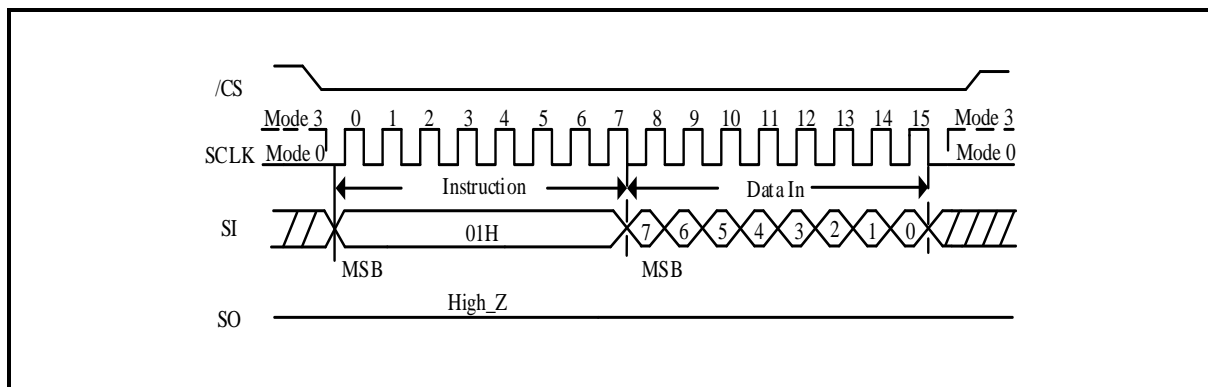 /CS
Mode 3 0 1 2 3 4 5 6 7 8 9 10 11 12 13 14 15 Mode 3
SCLK Mode 0 Mode 0
Instruction Data In
SI 01H 7 6 5 4 3 2 1 0
MSB MSB
High_Z
SO